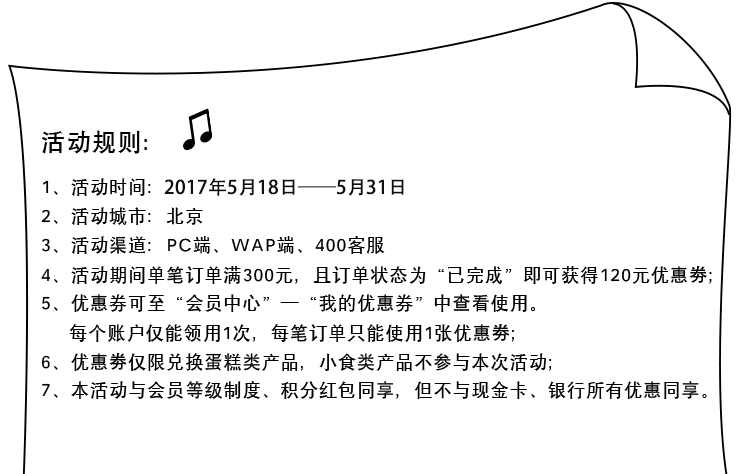 活动规则:
1、活动时间：2017年5月18日——5月31日
2、活动城市：北京
3、活动渠道：PC端、WAP端、400客服
4、活动期间单笔订单满300元，且订单状态为“已完成”即可获得120元优惠券;
5、优惠券可至“会员中心”—“我的优惠券”中查看使用。
每个账户仅能领用1次，每笔订单只能使用1张优惠券;
6、优惠券仅限兑换蛋糕类产品，小食类产品不参与本次活动;
7、本活动与会员等级制度、积分红包同享，但不与现金卡、银行所有优惠同享。